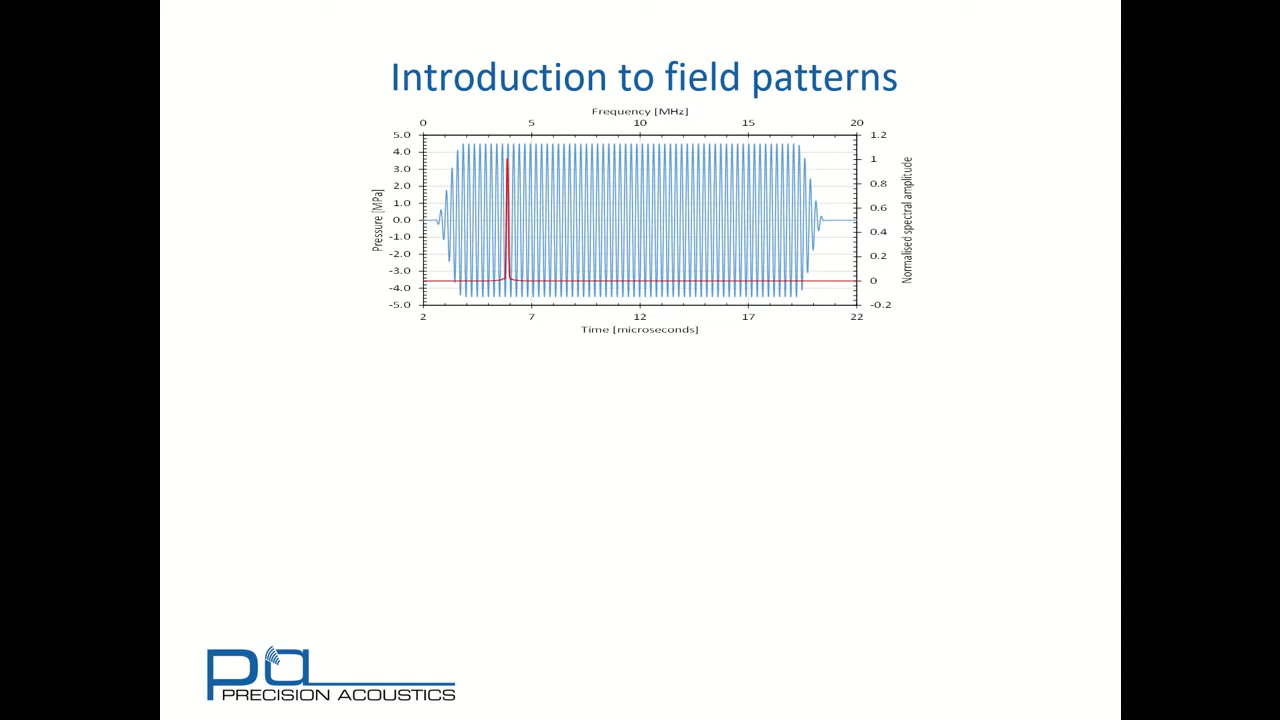 Introduction to field patterns
Frequency [MHz]
0 5 10 15 20
5.0 1.2
4.0 1
3.0 0.8
2.0 0.6
1.0 0.4
0.0 0.2
-1.0 0
-2.0 -0.2
-3.0
-4.0
-5.0
Pressure [MPa]
Normalised spectral amplitude
2 7 12 17 22
Time [microseconds]
pa
PRECISION ACOUSTICS